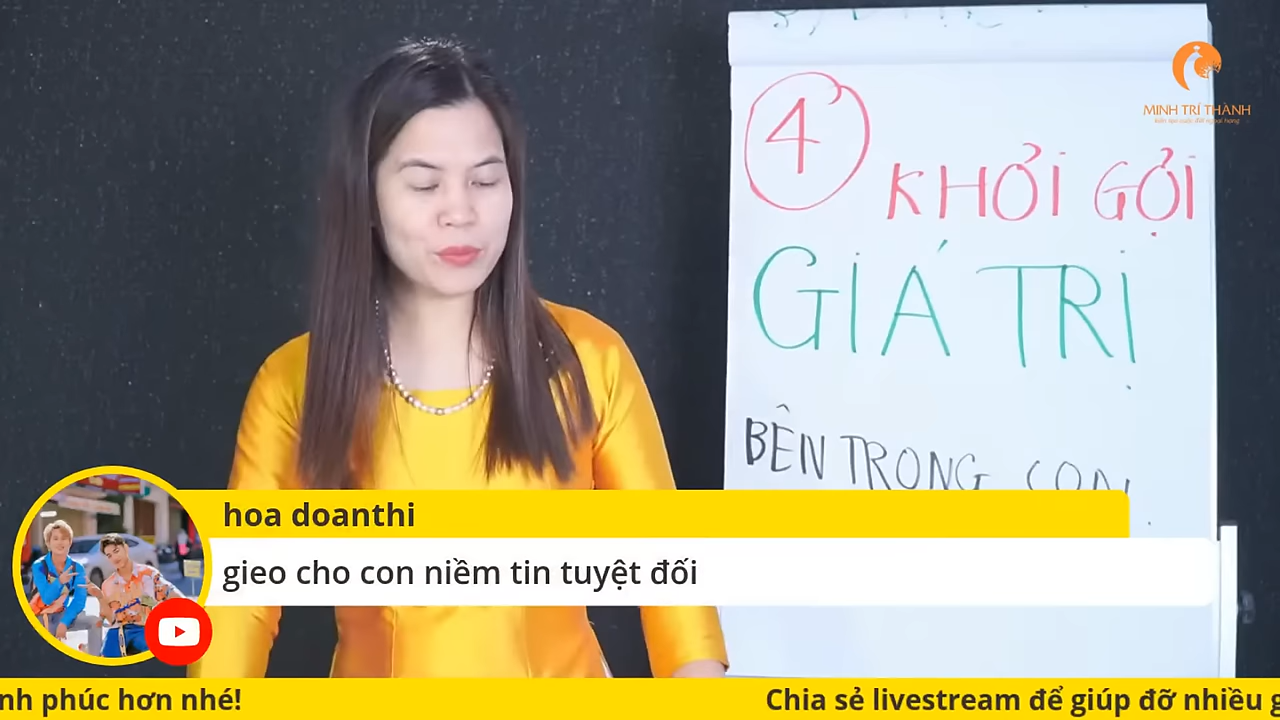 4
KHỞI GỢI
GIÁ TRỊ
BÊN TRONG CON
MINH TRÍ THÀNH
hoa doanthi
gieo cho con niềm tin tuyệt đối
nh phúc hơn nhé!
Chia sẻ livestream để giúp đỡ nhiều g